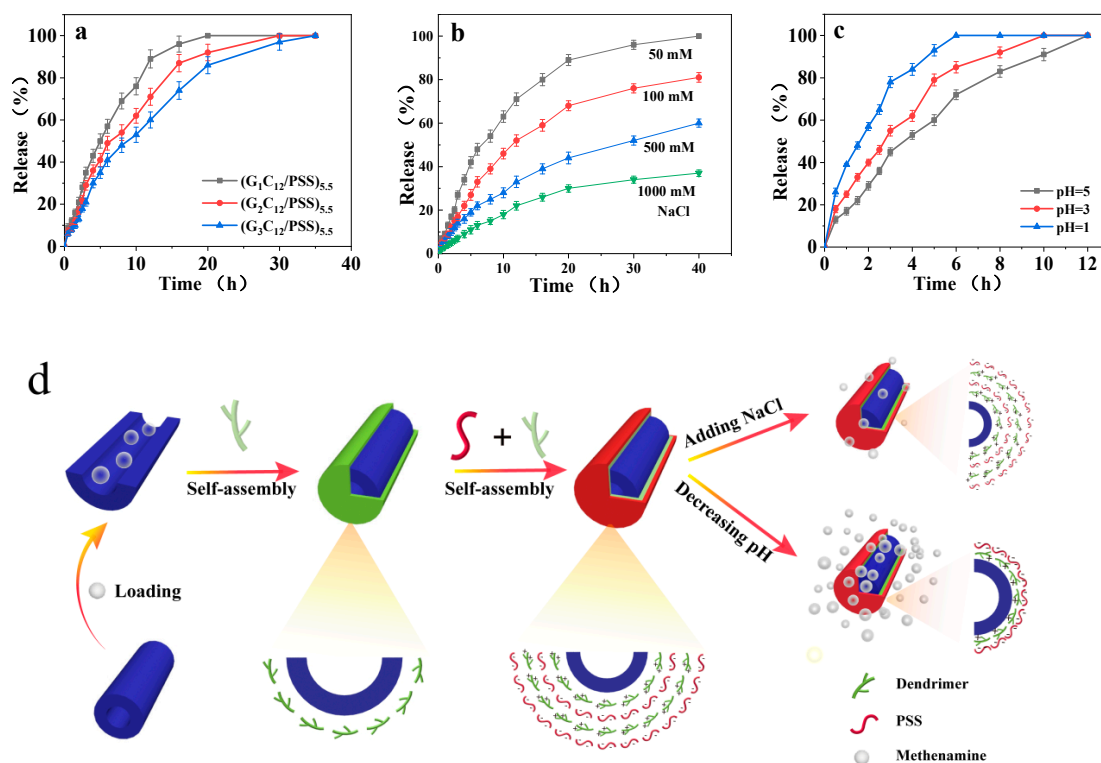 a
100
80
60
40
20
0
Release （%）
(G₁C₁₂/PSS)₅.₅
(G₂C₁₂/PSS)₅.₅
(G₃C₁₂/PSS)₅.₅
0 10 20 30 40
Time （h）
b
100
80
60
40
20
0
Release （%）
50 mM
100 mM
500 mM
1000 mM
NaCl
0 10 20 30 40
Time （h）
c
100
80
60
40
20
0
Release （%）
pH=5
pH=3
pH=1
0 2 4 6 8 10 12
Time （h）
d
Loading
Self-assembly
+
Self-assembly
Adding NaCl
Decreasing pH
Dendrimer
PSS
Methenamine